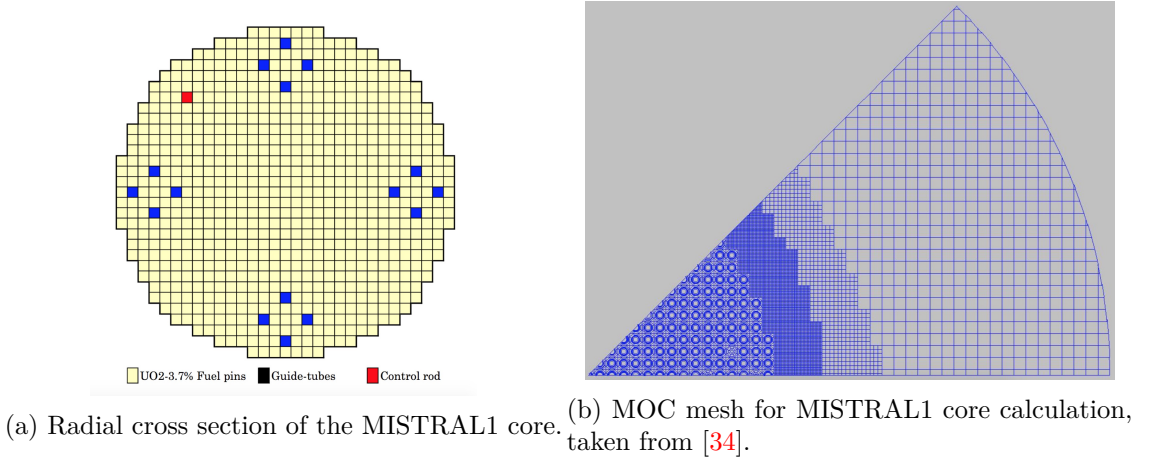 UO2-3.7% Fuel pins
Guide-tubes
Control rod
(a) Radial cross section of the MISTRAL1 core.
(b) MOC mesh for MISTRAL1 core calculation,
taken from [34].